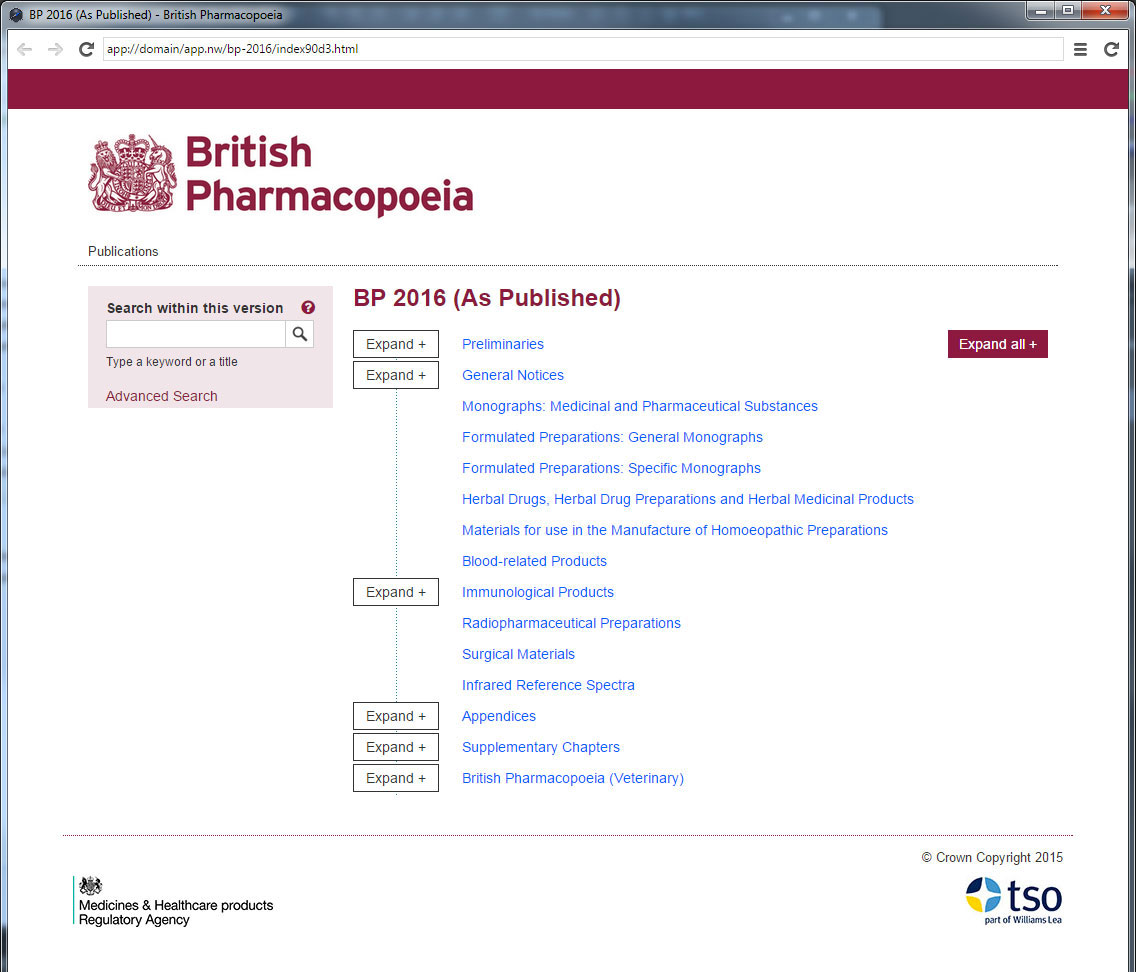 BP 2016 (As Published) - British Pharmacopoeia
app://domain/app.nw/bp-2016/index90d3.html
British
Pharmacopoeia
Publications
Search within this version ?
Type a keyword or a title
Advanced Search
BP 2016 (As Published)
Expand all +
Expand + Preliminaries
Expand + General Notices
Monographs: Medicinal and Pharmaceutical Substances
Formulated Preparations: General Monographs
Formulated Preparations: Specific Monographs
Herbal Drugs, Herbal Drug Preparations and Herbal Medicinal Products
Materials for use in the Manufacture of Homoeopathic Preparations
Blood-related Products
Expand + Immunological Products
Radiopharmaceutical Preparations
Surgical Materials
Infrared Reference Spectra
Expand + Appendices
Expand + Supplementary Chapters
Expand + British Pharmacopoeia (Veterinary)
© Crown Copyright 2015
Medicines & Healthcare products
Regulatory Agency
tso
part of Williams Lea